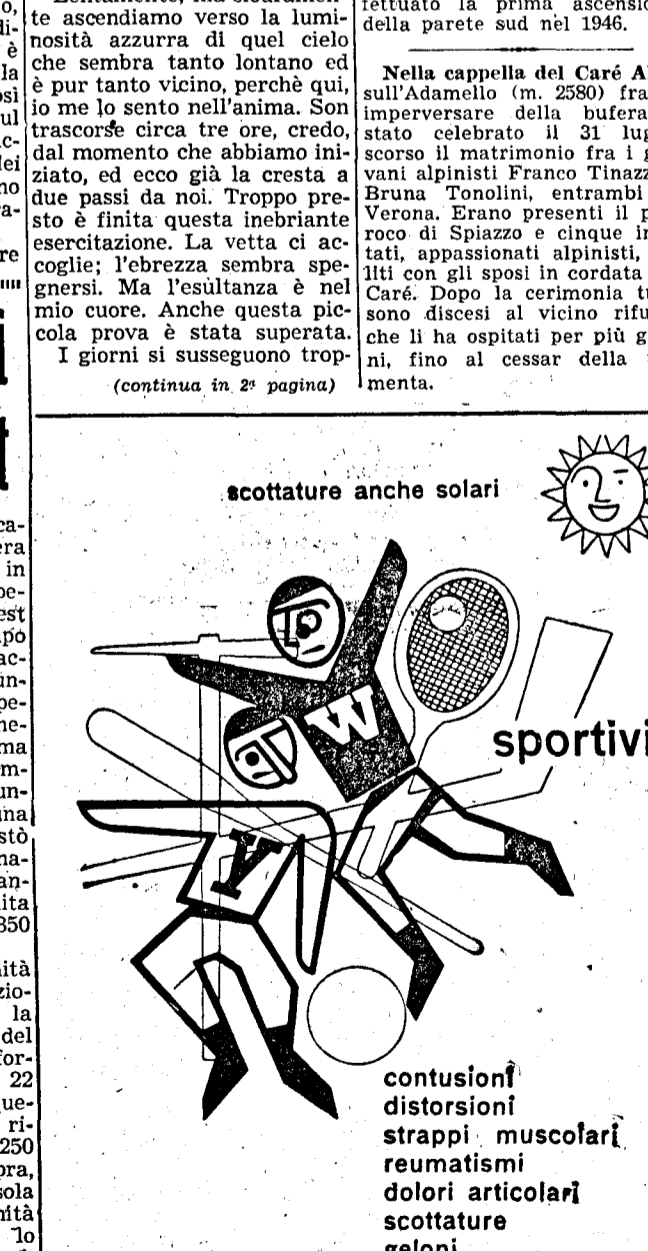 te ascendiamo verso la lumi-
nosità azzurra di quel cielo
che sembra tanto lontano ed
è pur tanto vicino, perchè qui,
io me lo sento nell'anima. Son
trascorse circa tre ore, credo,
dal momento che abbiamo ini-
ziato, ed ecco già la cresta a
due passi da noi. Troppo pre-
sto è finita questa inebriante
esercitazione. La vetta ci ac-
coglie; l'ebrezza sembra spe-
gnersi. Ma l'esultanza è nel
mio cuore. Anche questa pic-
cola prova è stata superata.
I giorni si susseguono trop-
(continua in 2ª pagina)
fettuato la prima
della parete sud nel 1946.
Nella cappella del Caré
sull'Adamello (m. 2580) fra
imperversare della bufera
stato celebrato il 31
scorso il matrimonio fra i
vani alpinisti Franco
Bruna Tonolini, entrambi
Verona. Erano presenti il
roco di Spiazzo e cinque
tati, appassionati alpinisti,
liti con gli sposi in cordata
Caré. Dopo la cerimonia
sono discesi al vicino
che li ha ospitati per più
ni, fino al cessar della
menta.
scottature anche solari
W
sportivi
V
contusioni
distorsioni
strappi muscolari
reumatismi
dolori articolari
scottature
geloni